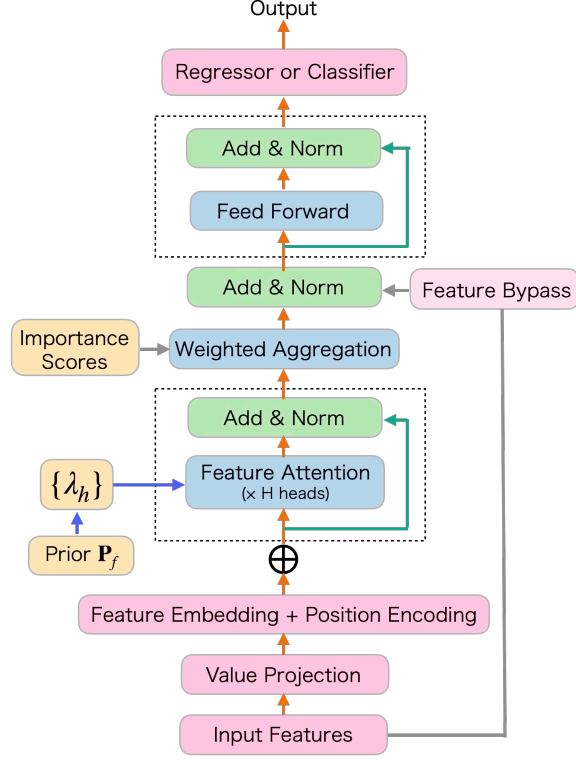 Output
Regressor or Classifier
Add & Norm
Feed Forward
Add & Norm
Feature Bypass
Importance
Scores
Weighted Aggregation
Add & Norm
Feature Attention
(× H heads)
{λ_h}
Prior P_f
Feature Embedding + Position Encoding
Value Projection
Input Features